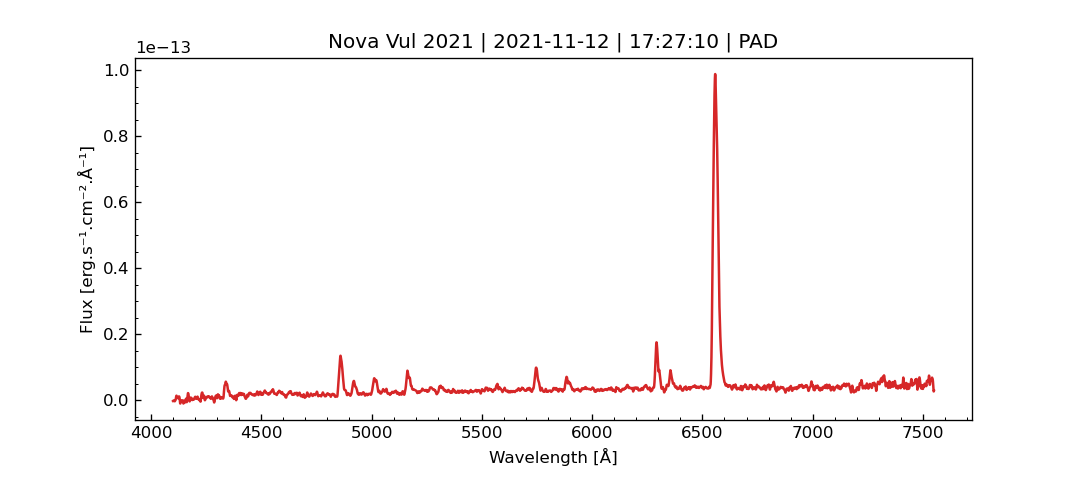 Nova Vul 2021 | 2021-11-12 | 17:27:10 | PAD
1e−13
1.0
0.8
0.6
0.4
0.2
0.0
Flux [erg.s⁻¹.cm⁻².Å⁻¹]
4000 4500 5000 5500 6000 6500 7000 7500
Wavelength [Å]